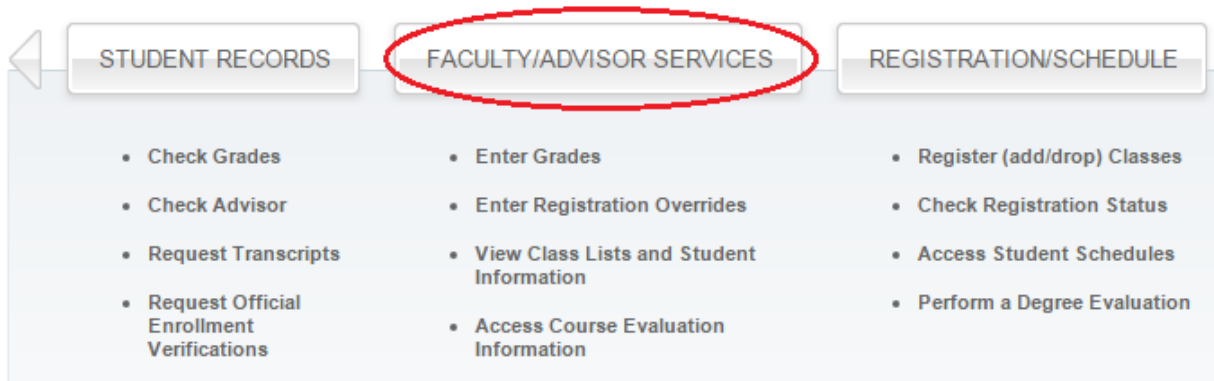 STUDENT RECORDS
FACULTY/ADVISOR SERVICES
REGISTRATION/SCHEDULE
• Check Grades
• Check Advisor
• Request Transcripts
• Request Official
Enrollment
Verifications
• Enter Grades
• Enter Registration Overrides
• View Class Lists and Student
Information
• Access Course Evaluation
Information
• Register (add/drop) Classes
• Check Registration Status
• Access Student Schedules
• Perform a Degree Evaluation